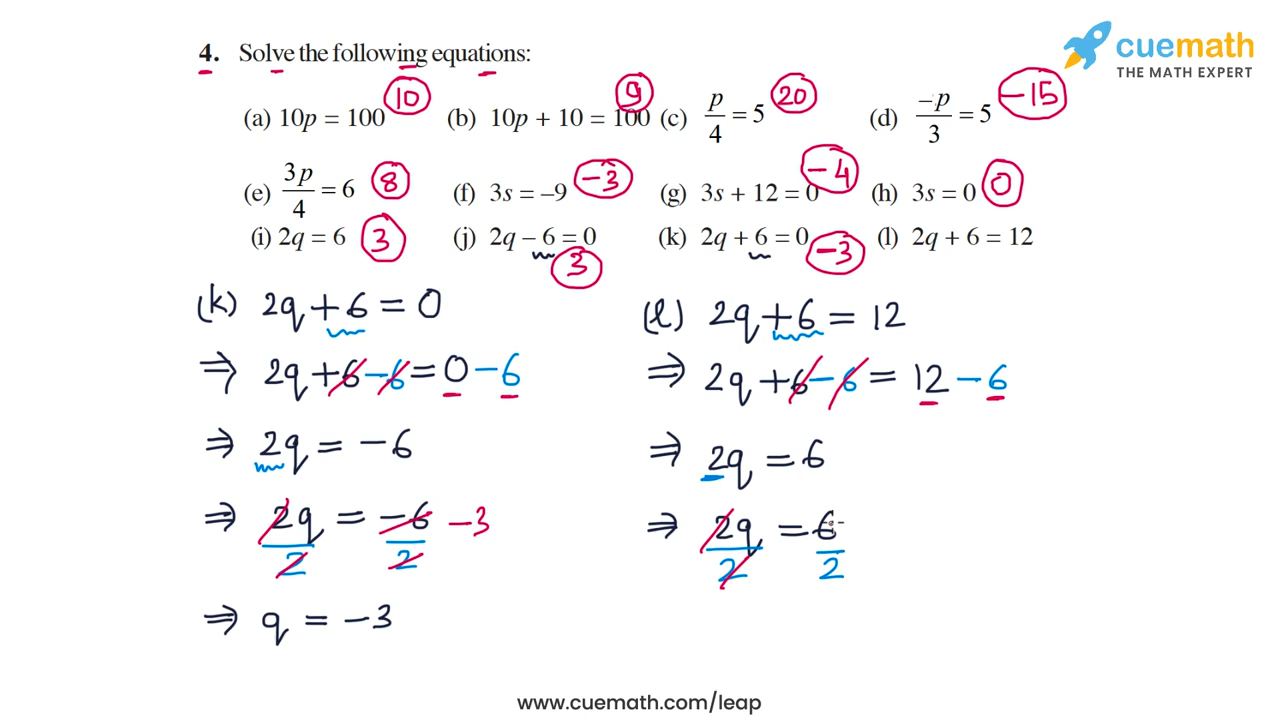 cuemath
THE MATH EXPERT
4. Solve the following equations:
(a) 10p = 100 10 (b) 10p + 10 = 100 9 (c) p/4 = 5 20 (d) -p/3 = 5 -15
(e) 3p/4 = 6 8 (f) 3s = –9 -3 (g) 3s + 12 = 0 -4 (h) 3s = 0 0
(i) 2q = 6 3 (j) 2q – 6 = 0 3 (k) 2q + 6 = 0 -3 (l) 2q + 6 = 12
(k) 2q + 6 = 0
⇒ 2q + 6 - 6 = 0 - 6
⇒ 2q = -6
⇒ 2q/2 = -6/2 -3
⇒ q = -3
(l) 2q + 6 = 12
⇒ 2q + 6 - 6 = 12 - 6
⇒ 2q = 6
⇒ 2q/2 = 6/2
www.cuemath.com/leap